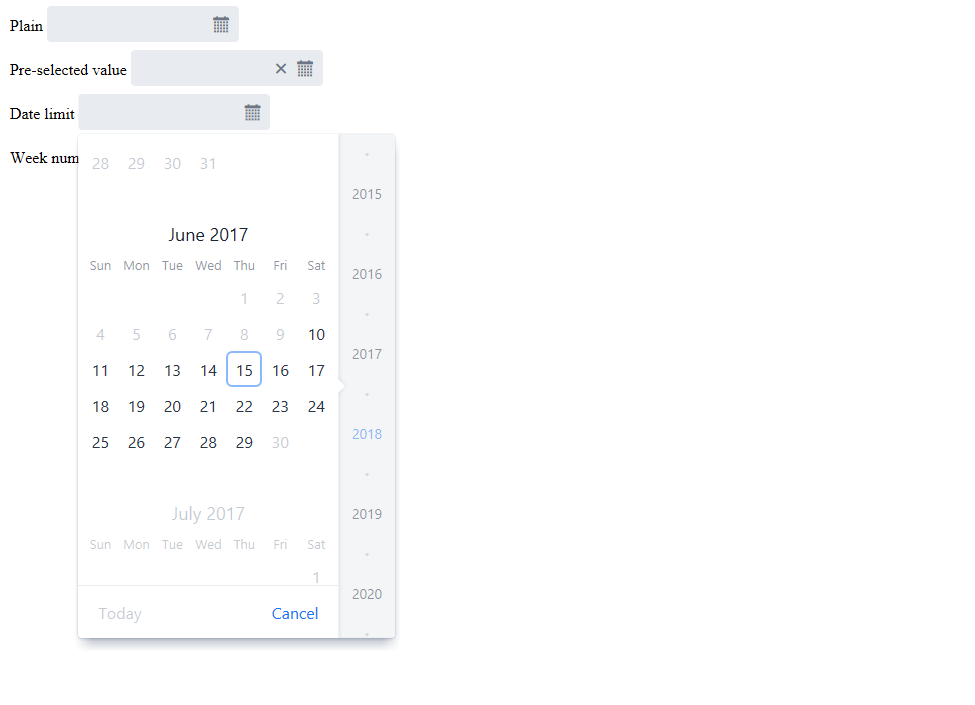 Plain
Pre-selected value
Date limit
Week num
28 29 30 31
June 2017
Sun Mon Tue Wed Thu Fri Sat
1 2 3
4 5 6 7 8 9 10
11 12 13 14 15 16 17
18 19 20 21 22 23 24
25 26 27 28 29 30
July 2017
Sun Mon Tue Wed Thu Fri Sat
1
Today Cancel
2015
2016
2017
2018
2019
2020